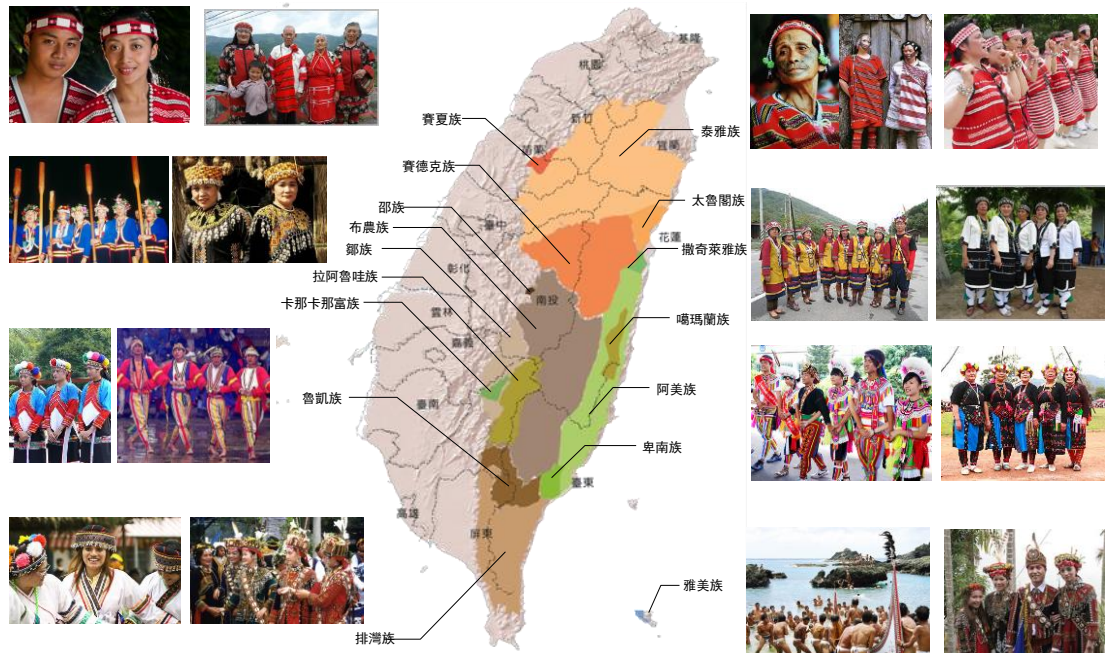 基隆
桃園
賽夏族
新竹
泰雅族
苗栗
宜蘭
賽德克族
太魯閣族
邵族
臺中
布農族
花蓮
鄒族
撒奇萊雅族
彰化
拉阿魯哇族
南投
卡那卡那富族
雲林
噶瑪蘭族
嘉義
阿美族
魯凱族
臺南
卑南族
臺東
高雄
屏東
雅美族
排灣族